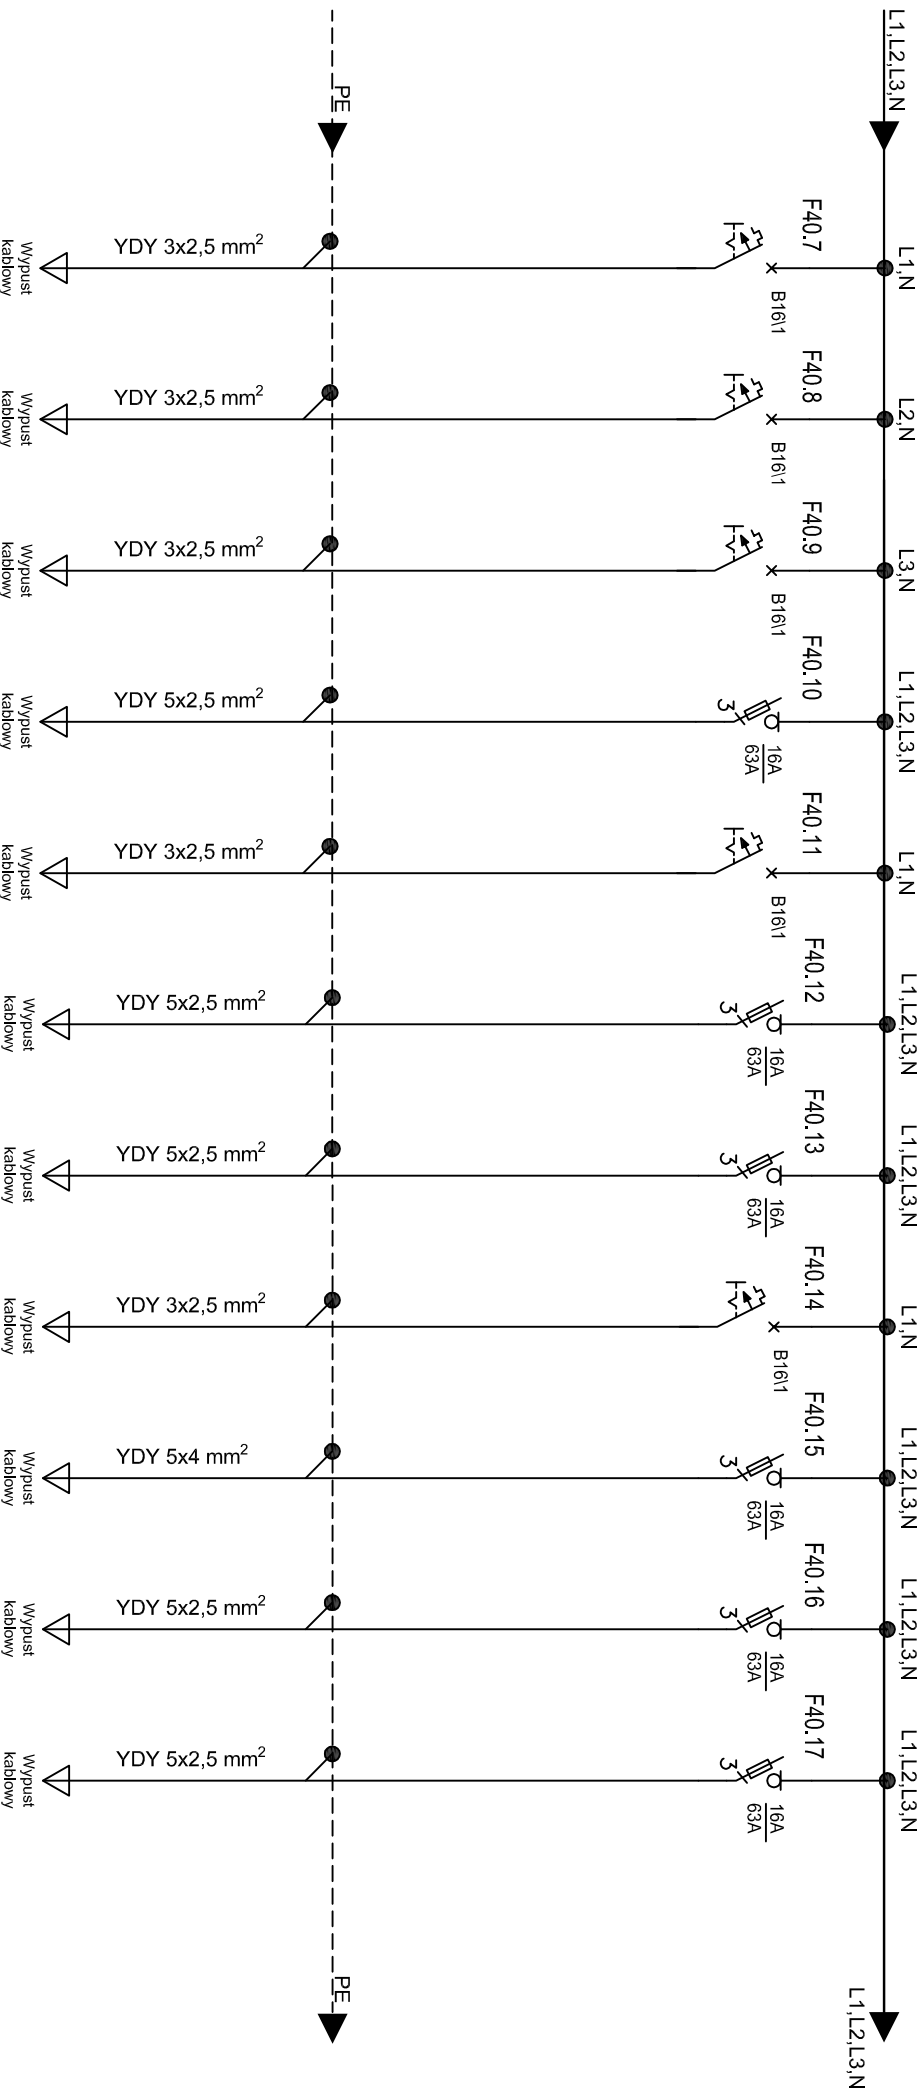 L1,L2,L3,N
PE
L1,N
F40.7
B16\1
YDY 3x2,5 mm²
Wypust
kablowy
L2,N
F40.8
B16\1
YDY 3x2,5 mm²
Wypust
kablowy
L3,N
F40.9
B16\1
YDY 3x2,5 mm²
Wypust
kablowy
L1,L2,L3,N
F40.10
3
16A
63A
YDY 5x2,5 mm²
Wypust
kablowy
L1,N
F40.11
B16\1
YDY 3x2,5 mm²
Wypust
kablowy
L1,L2,L3,N
F40.12
3
16A
63A
YDY 5x2,5 mm²
Wypust
kablowy
L1,L2,L3,N
F40.13
3
16A
63A
YDY 5x2,5 mm²
Wypust
kablowy
L1,N
F40.14
B16\1
YDY 3x2,5 mm²
Wypust
kablowy
L1,L2,L3,N
F40.15
3
16A
63A
YDY 5x4 mm²
Wypust
kablowy
L1,L2,L3,N
F40.16
3
16A
63A
YDY 5x2,5 mm²
Wypust
kablowy
L1,L2,L3,N
F40.17
3
16A
63A
YDY 5x2,5 mm²
Wypust
kablowy
L1,L2,L3,N
PE